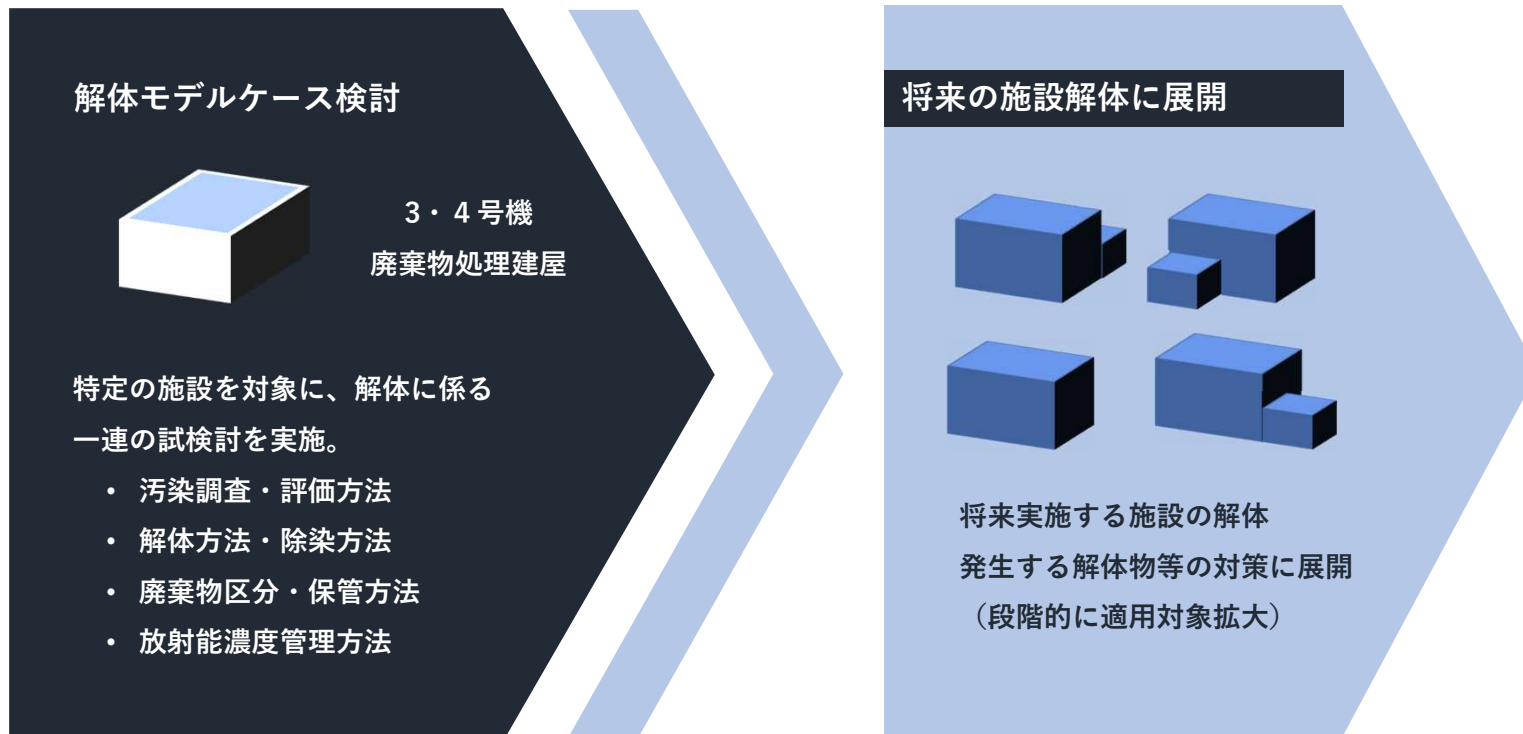 解体モデルケース検討
3・４号機
廃棄物処理建屋
特定の施設を対象に、解体に係る
一連の試検討を実施。
• 汚染調査・評価方法
• 解体方法・除染方法
• 廃棄物区分・保管方法
• 放射能濃度管理方法
将来の施設解体に展開
将来実施する施設の解体
発生する解体物等の対策に展開
（段階的に適用対象拡大）